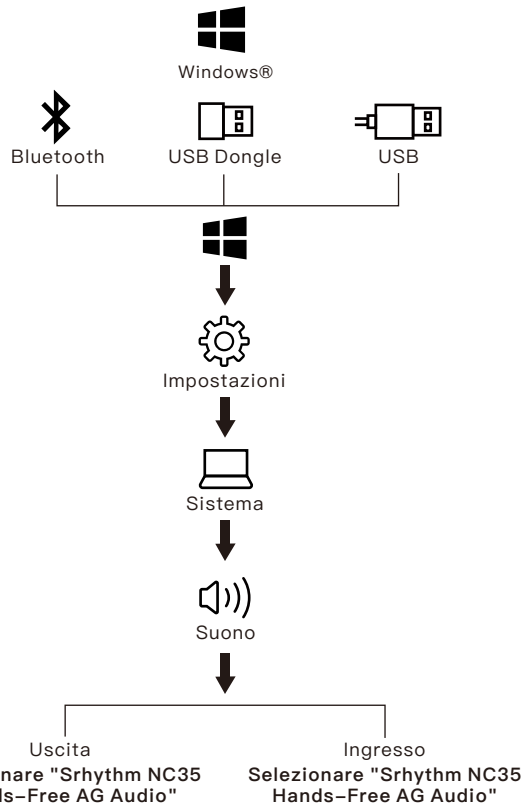 Windows®
Bluetooth USB Dongle USB
Impostazioni
Sistema
Suono
Uscita Ingresso
nare "Srhythm NC35
ds–Free AG Audio"
Selezionare "Srhythm NC35
Hands–Free AG Audio"